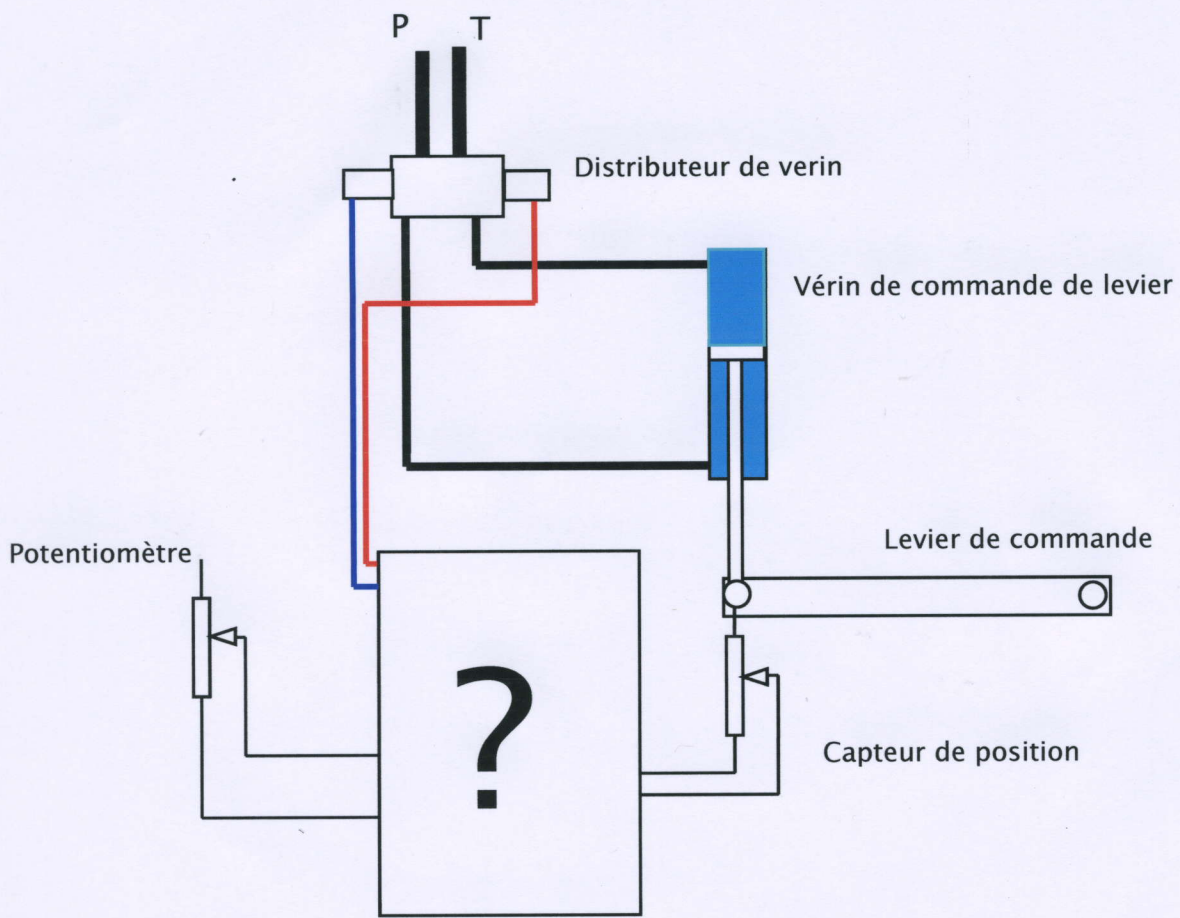 P T
Distributeur de verin
Vérin de commande de levier
Levier de commande
Potentiomètre
?
Capteur de position